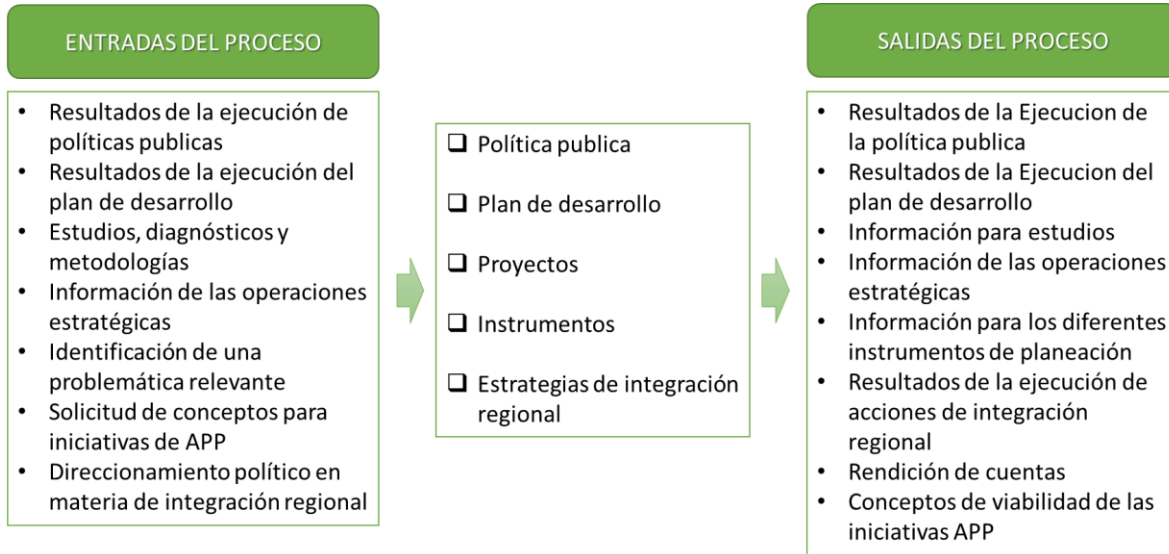 ENTRADAS DEL PROCESO
• Resultados de la ejecución de
políticas publicas
• Resultados de la ejecución del
plan de desarrollo
• Estudios, diagnósticos y
metodologías
• Información de las operaciones
estratégicas
• Identificación de una
problemática relevante
• Solicitud de conceptos para
iniciativas de APP
• Direccionamiento político en
materia de integración regional
❑ Política publica
❑ Plan de desarrollo
❑ Proyectos
❑ Instrumentos
❑ Estrategias de integración
regional
SALIDAS DEL PROCESO
• Resultados de la Ejecucion de
la política publica
• Resultados de la Ejecucion del
plan de desarrollo
• Información para estudios
• Información de las operaciones
estratégicas
• Información para los diferentes
instrumentos de planeación
• Resultados de la ejecución de
acciones de integración
regional
• Rendición de cuentas
• Conceptos de viabilidad de las
iniciativas APP